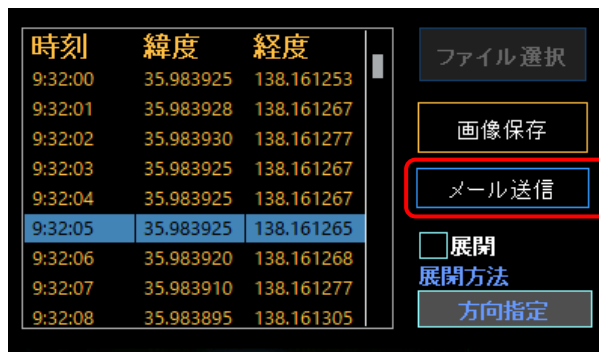 時刻 緯度 経度
9:32:00 35.983925 138.161253
9:32:01 35.983928 138.161267
9:32:02 35.983930 138.161277
9:32:03 35.983925 138.161267
9:32:04 35.983925 138.161267
9:32:05 35.983925 138.161265
9:32:06 35.983920 138.161268
9:32:07 35.983910 138.161277
9:32:08 35.983895 138.161305
ファイル選択
画像保存
メール送信
展開
展開方法
方向指定